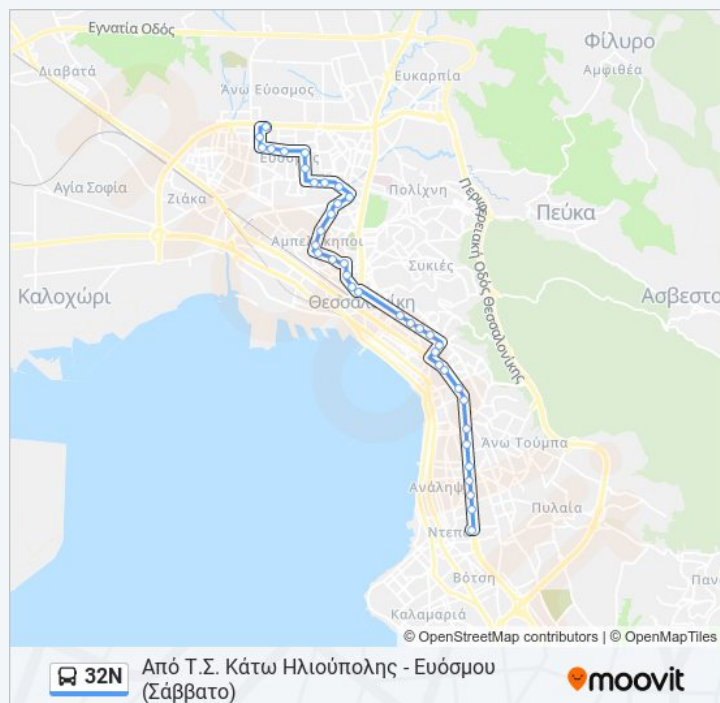 Εγνατία Οδός
Φίλυρο
Διαβατά
Ευκαρπία
Αμφιθέα
Άνω Εύοσμος
Εύοσμος
Αγία Σοφία
Ζιάκα
Πολίχνη
Πεύκα
Περιφερειακή Οδός Θεσσαλονίκης
Αμπελόκηποι
Συκιές
Καλοχώρι
Θεσσαλονίκη
Ασβεστο
Άνω Τούμπα
Ανάληψη
Πυλαία
Ντεπώ
Βότση
Παν
Καλαμαριά
© OpenStreetMap contributors | © OpenMapTiles
32N
Από Τ.Σ. Κάτω Ηλιούπολης - Ευόσμου
(Σάββατο)
moovit